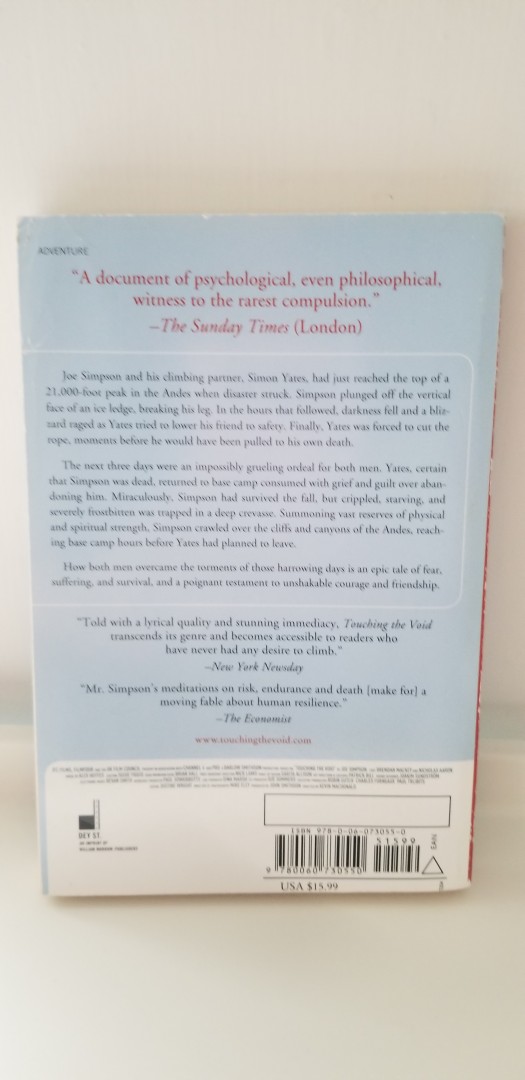 ADVENTURE
“A document of psychological, even philosophical,
witness to the rarest compulsion.”
–The Sunday Times (London)
Joe Simpson and his climbing partner, Simon Yates, had just reached the top of a
21,000-foot peak in the Andes when disaster struck. Simpson plunged off the vertical
face of an ice ledge, breaking his leg. In the hours that followed, darkness fell and a bliz-
zard raged as Yates tried to lower his friend to safety. Finally, Yates was forced to cut the
rope, moments before he would have been pulled to his own death.
The next three days were an impossibly grueling ordeal for both men. Yates, certain
that Simpson was dead, returned to base camp consumed with grief and guilt over aban-
doning him. Miraculously, Simpson had survived the fall, but crippled, starving, and
severely frostbitten was trapped in a deep crevasse. Summoning vast reserves of physical
and spiritual strength, Simpson crawled over the cliffs and canyons of the Andes, reach-
ing base camp hours before Yates had planned to leave.
How both men overcame the torments of those harrowing days is an epic tale of fear,
suffering, and survival, and a poignant testament to unshakable courage and friendship.
“Told with a lyrical quality and stunning immediacy, Touching the Void
transcends its genre and becomes accessible to readers who
have never had any desire to climb.”
–New York Newsday
“Mr. Simpson’s meditations on risk, endurance and death [make for] a
moving fable about human resilience.”
–The Economist
www.touchingthevoid.com
DEY ST.
AN IMPRINT OF
WILLIAM MORROW PUBLISHERS
ISBN 978-0-06-073055-0
51599
EAN
9 780060 730550
USA $15.99